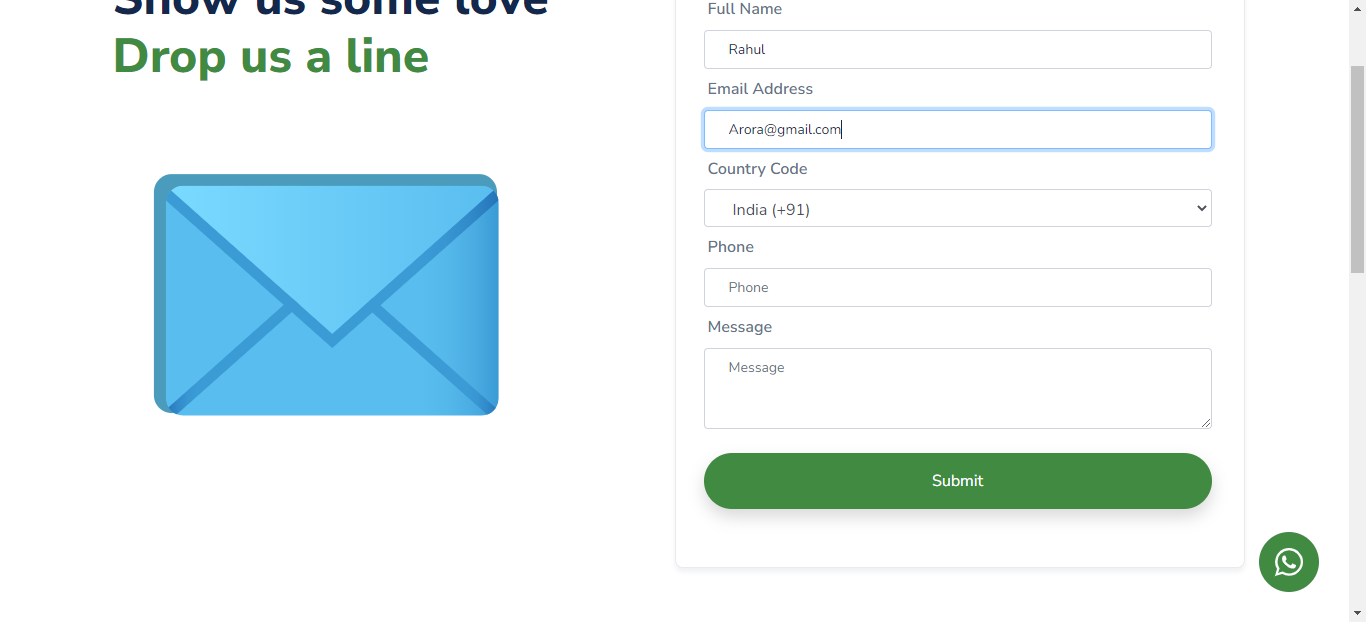 Show us some love
Drop us a line
Full Name
Rahul
Email Address
Arora@gmail.com
Country Code
India (+91)
Phone
Phone
Message
Message
Submit